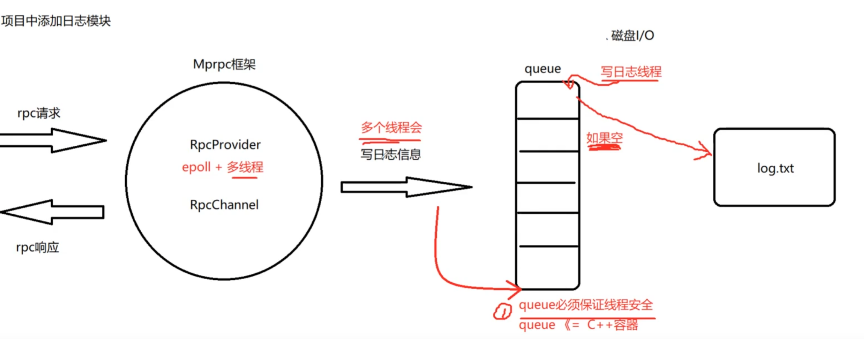 项目中添加日志模块
.磁盘I/O
Mprpc框架
queue
写日志线程
rpc请求
多个线程会
写日志信息
RpcProvider
epoll + 多线程
如果空
log.txt
RpcChannel
rpc响应
① queue必须保证线程安全
queue 《= C++容器